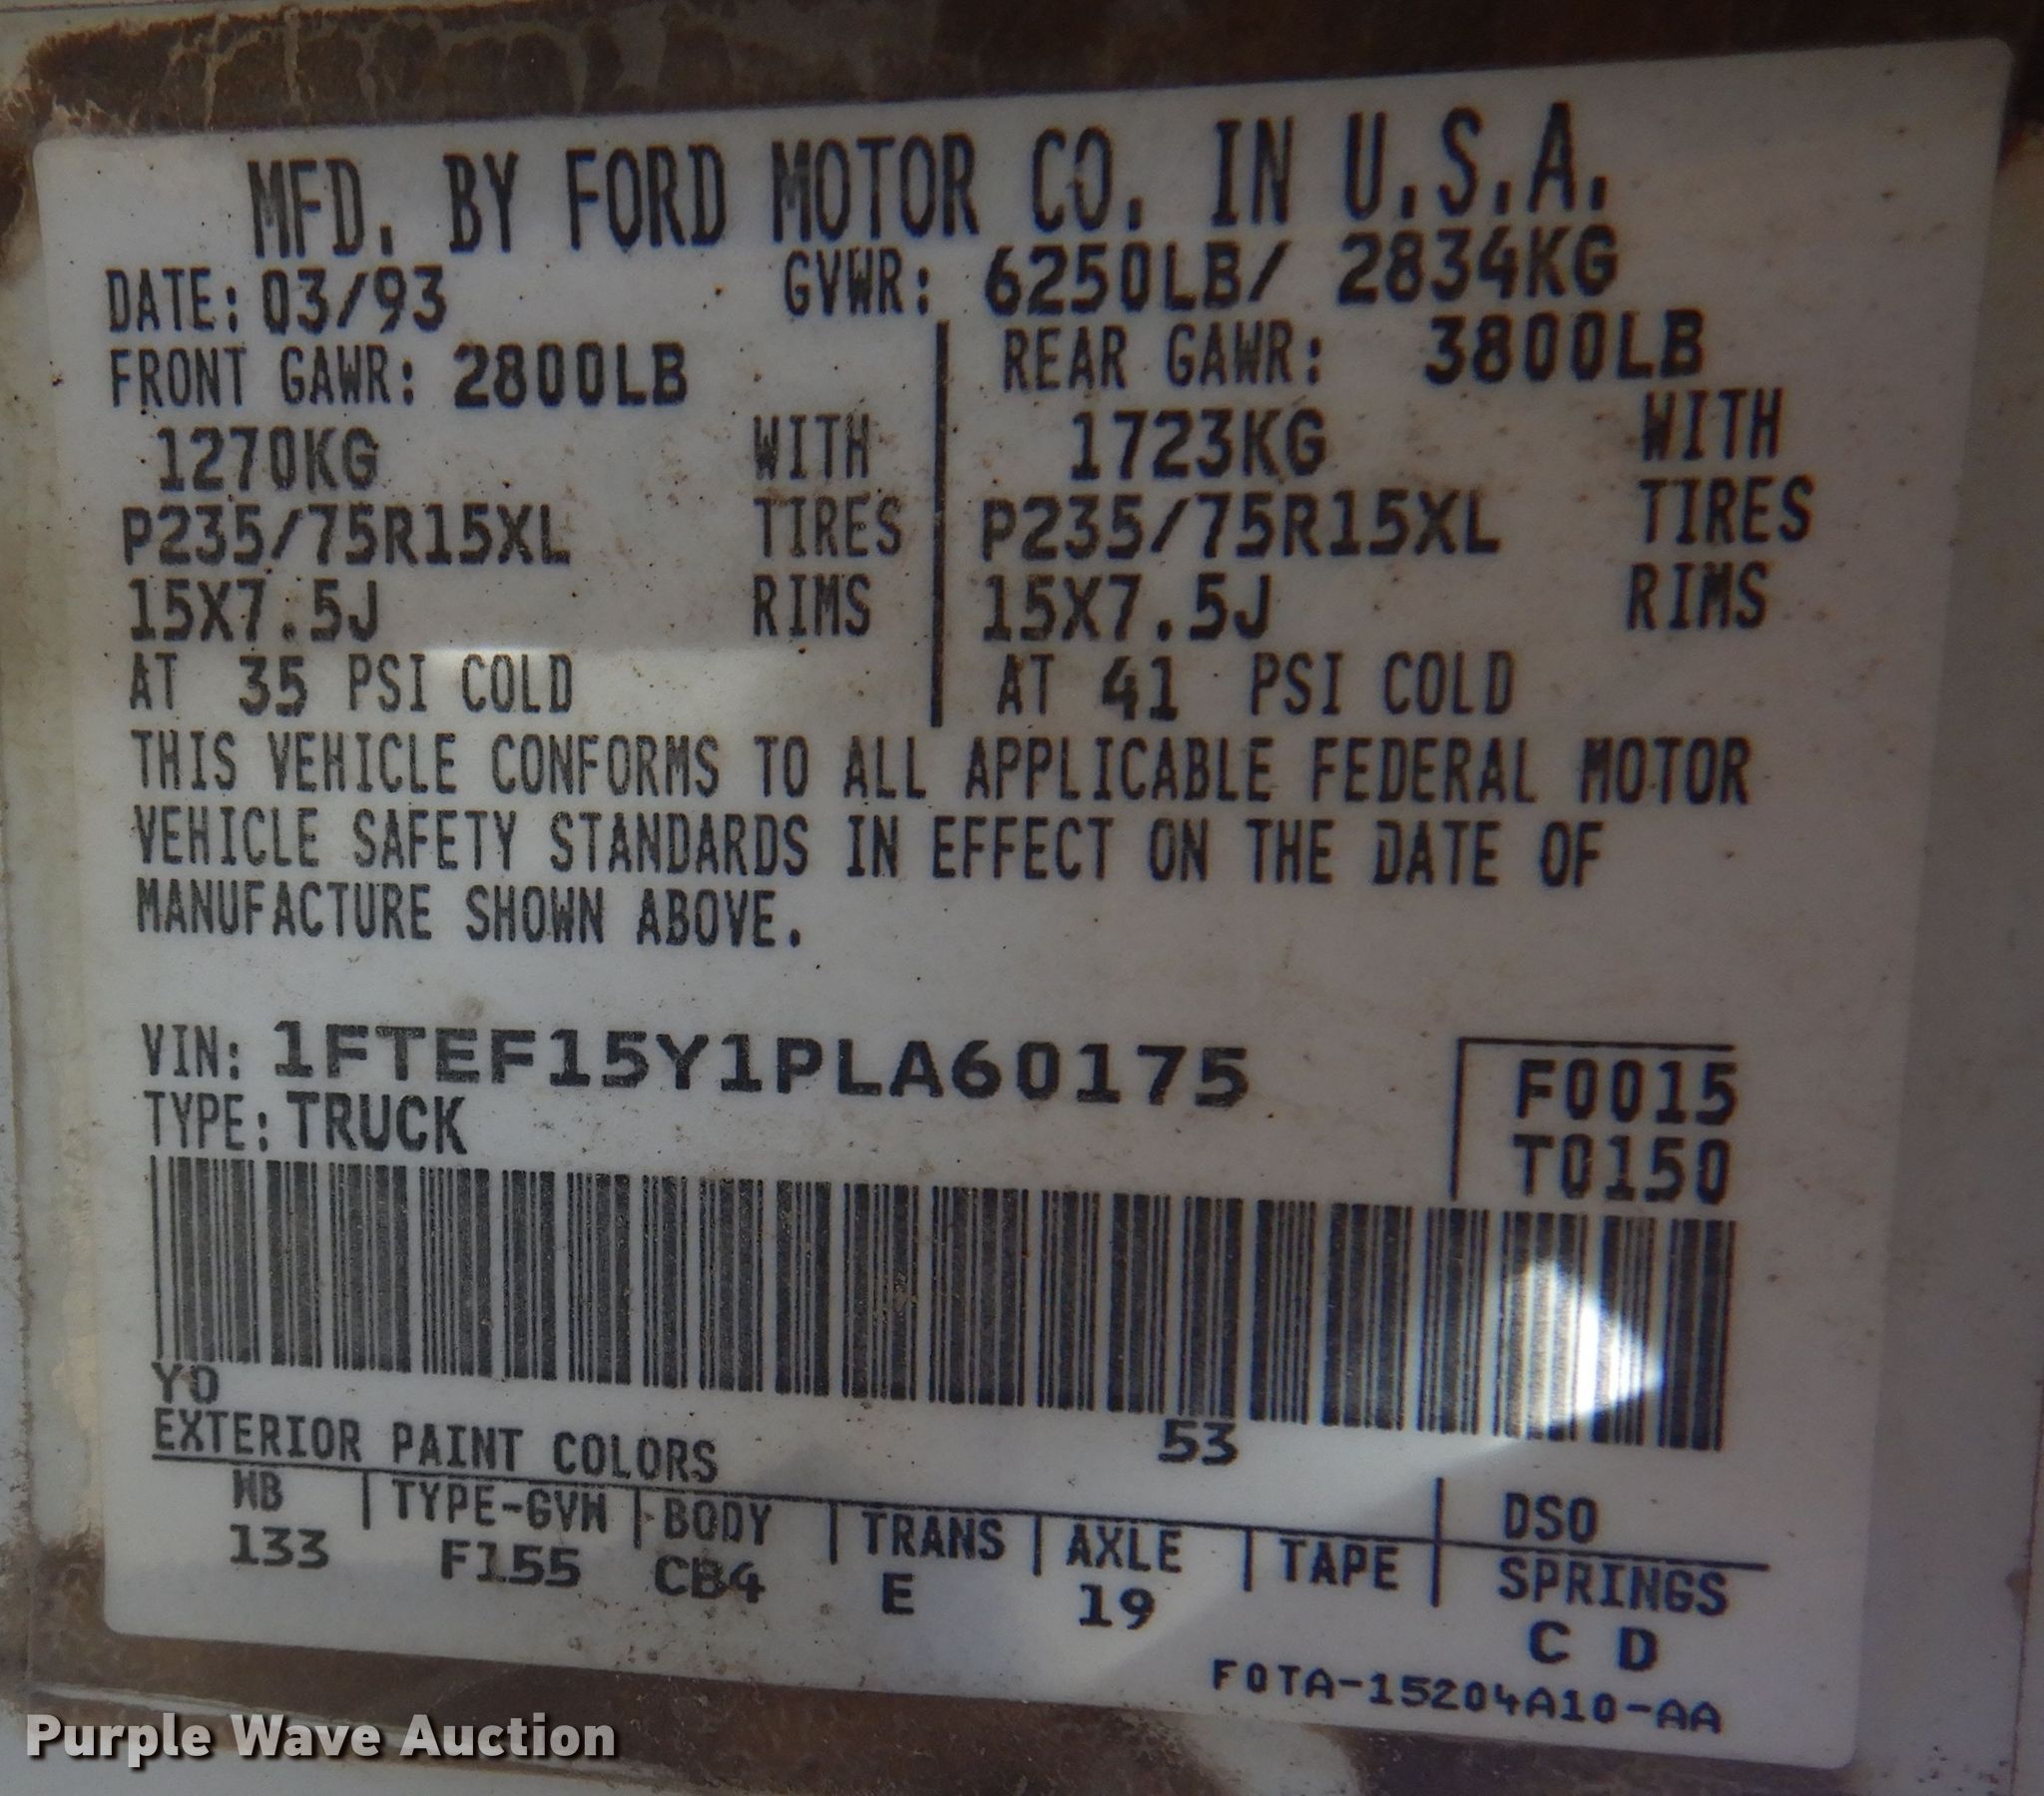 MFD. BY FORD MOTOR CO. IN U.S.A.
DATE: 03/93 GVWR: 6250LB/ 2834KG
FRONT GAWR: 2800LB REAR GAWR: 3800LB
1270KG WITH 1723KG WITH
P235/75R15XL TIRES P235/75R15XL TIRES
15X7.5J RIMS 15X7.5J RIMS
AT 35 PSI COLD AT 41 PSI COLD
THIS VEHICLE CONFORMS TO ALL APPLICABLE FEDERAL MOTOR
VEHICLE SAFETY STANDARDS IN EFFECT ON THE DATE OF
MANUFACTURE SHOWN ABOVE.
VIN: 1FTEF15Y1PLA60175 F0015
TYPE: TRUCK T0150
YO
EXTERIOR PAINT COLORS 53 DSO
WB TYPE-GVW BODY TRANS AXLE TAPE SPRINGS
133 F155 CB4 E 19 C D
F0TA-15204A10-AA
Purple Wave Auction